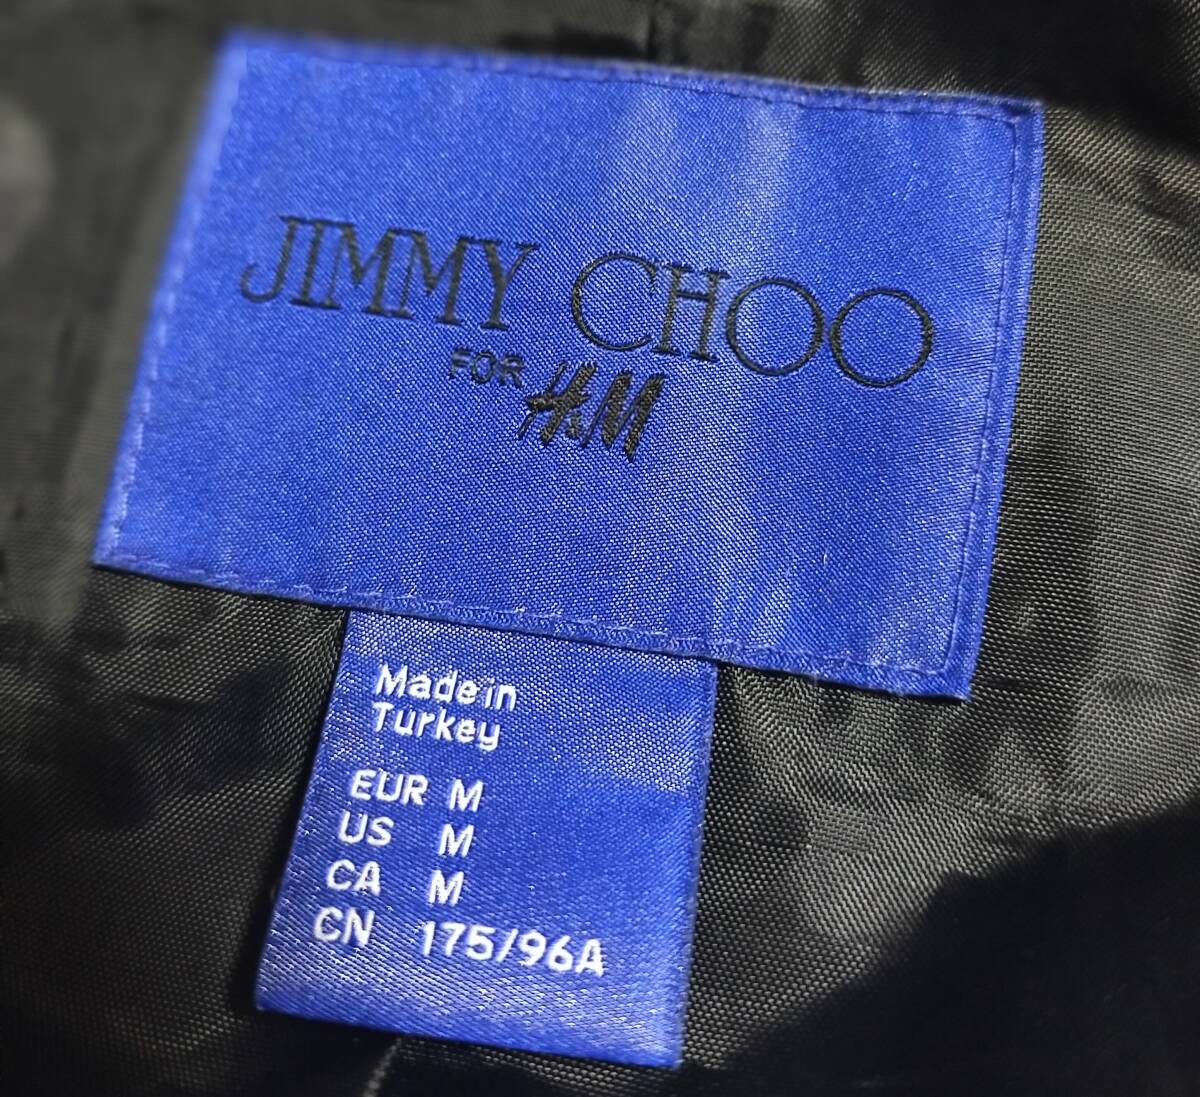 JIMMY CHOO
FOR H&M
Made in
Turkey
EUR M
US M
CA M
CN 175/96A